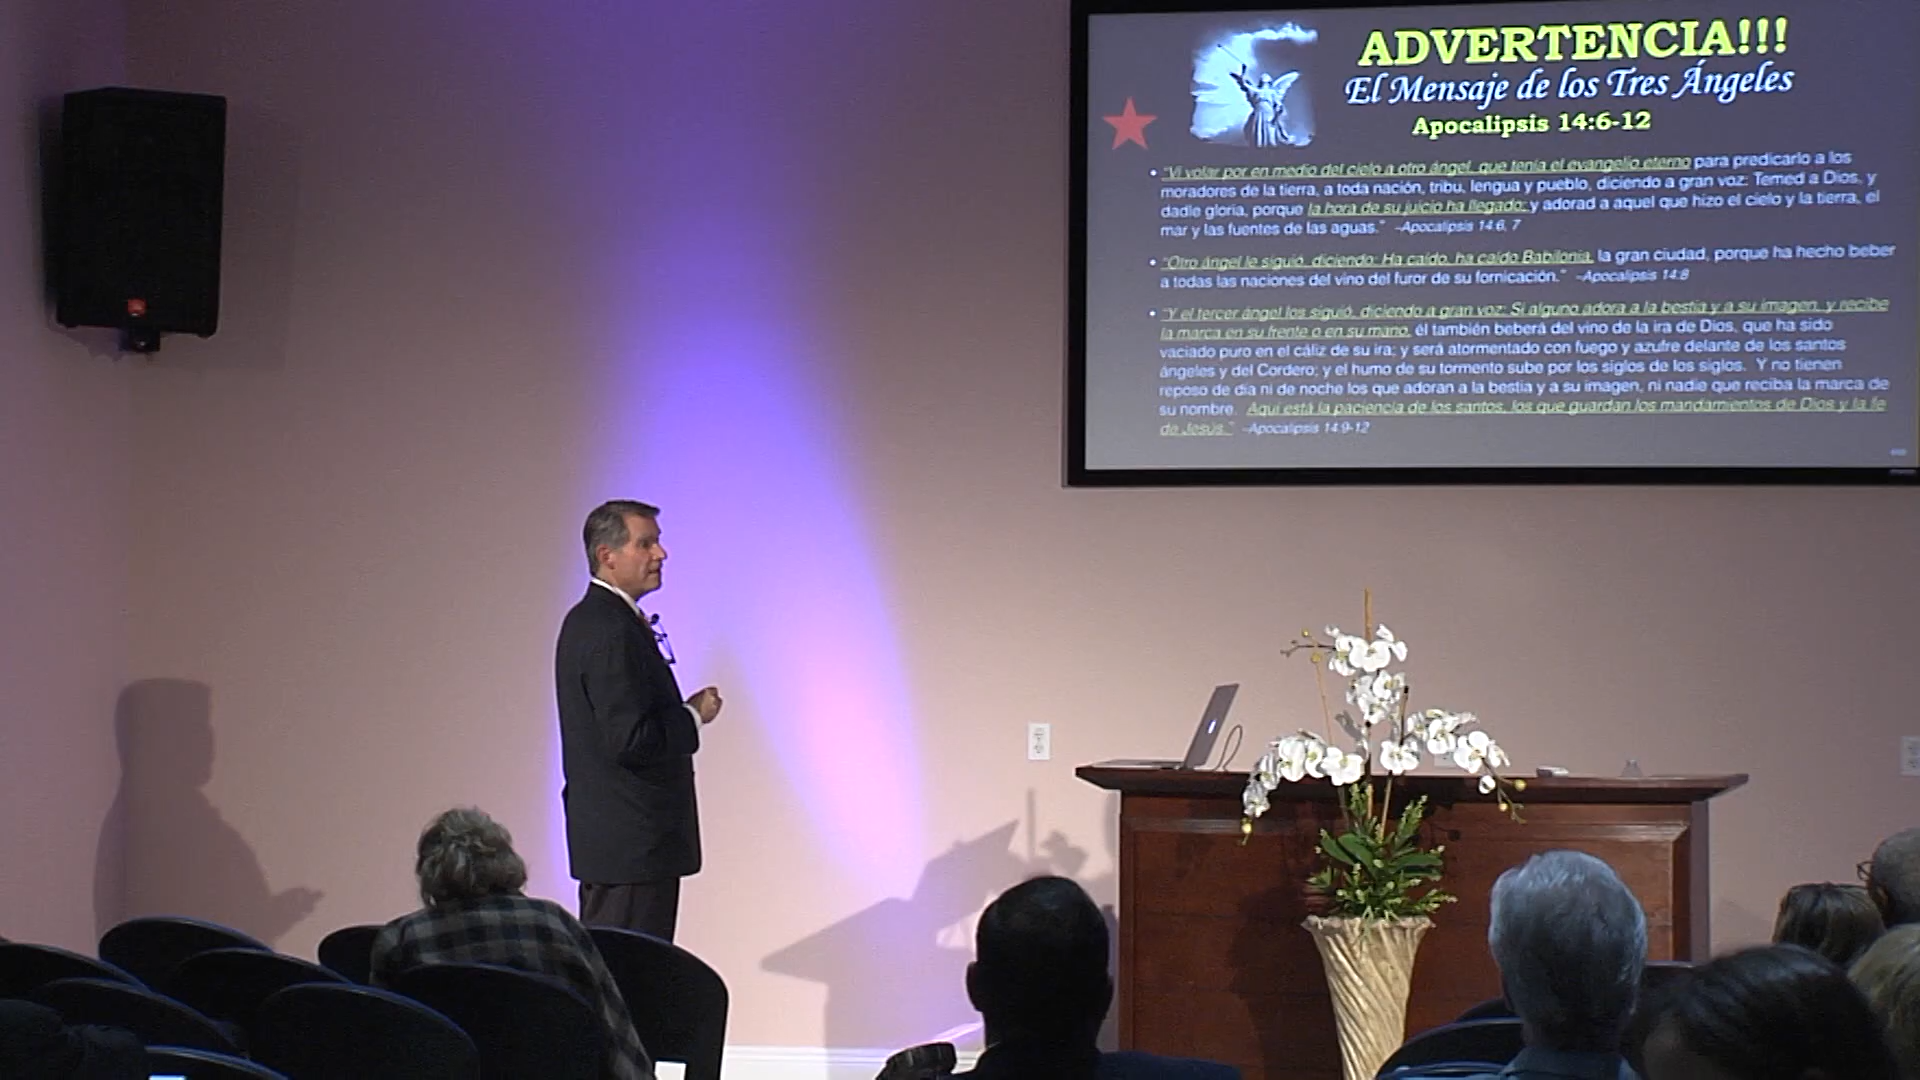 ADVERTENCIA!!!
El Mensaje de los Tres Ángeles
Apocalipsis 14:6-12
• "Vi volar por en medio del cielo a otro ángel, que tenía el evangelio eterno para predicarlo a los
moradores de la tierra, a toda nación, tribu, lengua y pueblo, diciendo a gran voz: Temed a Dios, y
dadle gloria, porque la hora de su juicio ha llegado; y adorad a aquel que hizo el cielo y la tierra, el
mar y las fuentes de las aguas." –Apocalipsis 14:6, 7
• "Otro ángel le siguió, diciendo: Ha caído, ha caído Babilonia, la gran ciudad, porque ha hecho beber
a todas las naciones del vino del furor de su fornicación." –Apocalipsis 14:8
• "Y el tercer ángel los siguió, diciendo a gran voz: Si alguno adora a la bestia y a su imagen, y recibe
la marca en su frente o en su mano, él también beberá del vino de la ira de Dios, que ha sido
vaciado puro en el cáliz de su ira; y será atormentado con fuego y azufre delante de los santos
ángeles y del Cordero; y el humo de su tormento sube por los siglos de los siglos. Y no tienen
reposo de día ni de noche los que adoran a la bestia y a su imagen, ni nadie que reciba la marca de
su nombre. Aquí está la paciencia de los santos, los que guardan los mandamientos de Dios y la fe
de Jesús." –Apocalipsis 14:9-12